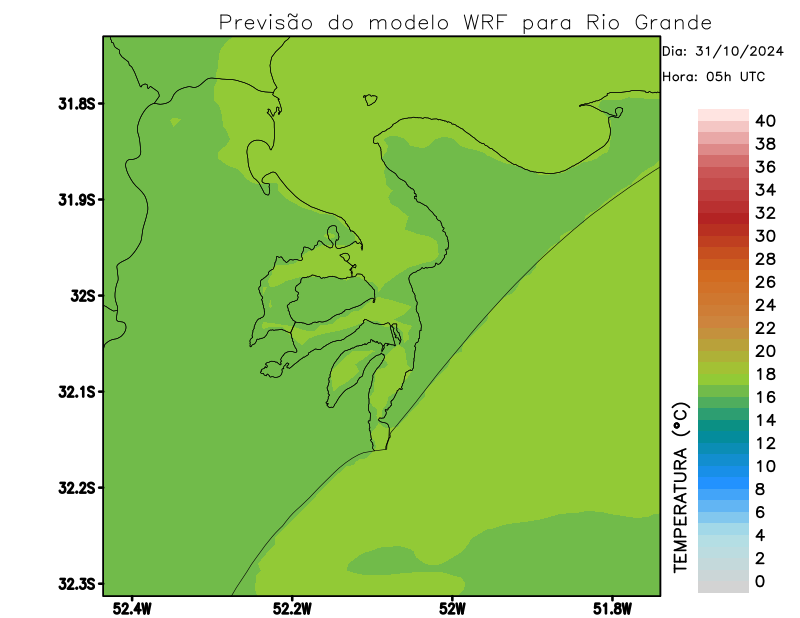 Previsão do modelo WRF para Rio Grande
Dia: 31/10/2024
Hora: 05h UTC
31.8S
31.9S
32S
32.1S
32.2S
32.3S
52.4W
52.2W
52W
51.8W
TEMPERATURA (°C)
40
38
36
34
32
30
28
26
24
22
20
18
16
14
12
10
8
6
4
2
0